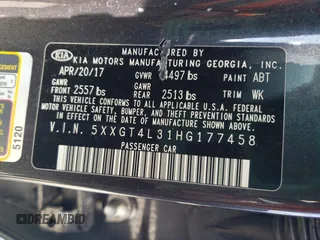 KIA
MANUFACTURED BY
KIA MOTORS MANUFACTURING GEORGIA, INC.
APR/20/17 GVWR 4497 lbs PAINT ABT
GAWR GAWR
FRONT 2557 lbs REAR 2513 lbs TRIM WK
THIS VEHICLE CONFORMS TO ALL APPLICABLE U.S.A. FEDERAL
MOTOR VEHICLE SAFETY, BUMPER, AND THEFT PREVENTION
STANDARDS IN EFFECT ON THE DATE OF MANUFACTURE SHOWN ABOVE.
V.I.N. 5XXGT4L31HG177458
PASSENGER CAR
5120
DREAMBID